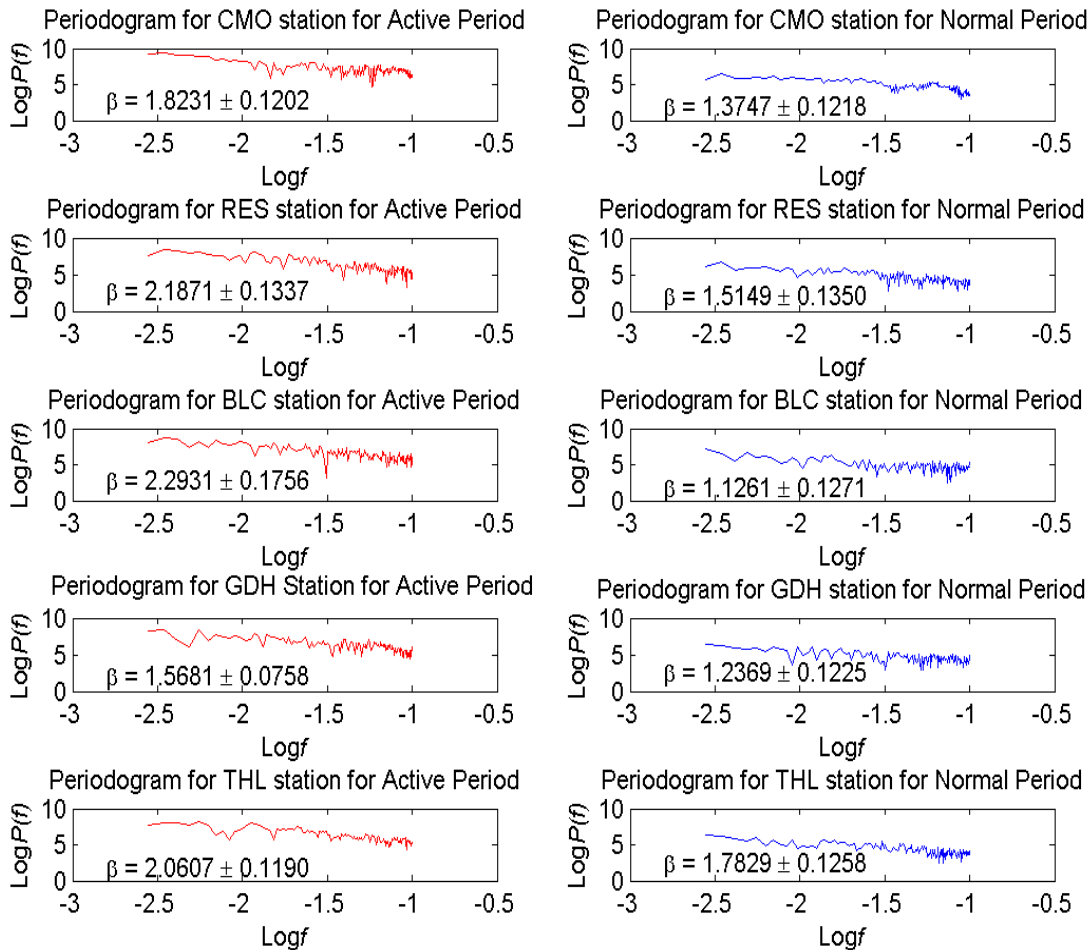 Periodogram for CMO station for Active Period
LogP(f)
10
5
0
β = 1.8231 ± 0.1202
-3 -2.5 -2 -1.5 -1 -0.5
Logf
Periodogram for CMO station for Normal Period
LogP(f)
10
5
0
β = 1.3747 ± 0.1218
-3 -2.5 -2 -1.5 -1 -0.5
Logf
Periodogram for RES station for Active Period
LogP(f)
10
5
0
β = 2.1871 ± 0.1337
-3 -2.5 -2 -1.5 -1 -0.5
Logf
Periodogram for RES station for Normal Period
LogP(f)
10
5
0
β = 1.5149 ± 0.1350
-3 -2.5 -2 -1.5 -1 -0.5
Logf
Periodogram for BLC station for Active Period
LogP(f)
10
5
0
β = 2.2931 ± 0.1756
-3 -2.5 -2 -1.5 -1 -0.5
Logf
Periodogram for BLC station for Normal Period
LogP(f)
10
5
0
β = 1.1261 ± 0.1271
-3 -2.5 -2 -1.5 -1 -0.5
Logf
Periodogram for GDH Station for Active Period
LogP(f)
10
5
0
β = 1.5681 ± 0.0758
-3 -2.5 -2 -1.5 -1 -0.5
Logf
Periodogram for GDH station for Normal Period
LogP(f)
10
5
0
β = 1.2369 ± 0.1225
-3 -2.5 -2 -1.5 -1 -0.5
Logf
Periodogram for THL station for Active Period
LogP(f)
10
5
0
β = 2.0607 ± 0.1190
-3 -2.5 -2 -1.5 -1 -0.5
Logf
Periodogram for THL station for Normal Period
LogP(f)
10
5
0
β = 1.7829 ± 0.1258
-3 -2.5 -2 -1.5 -1 -0.5
Logf